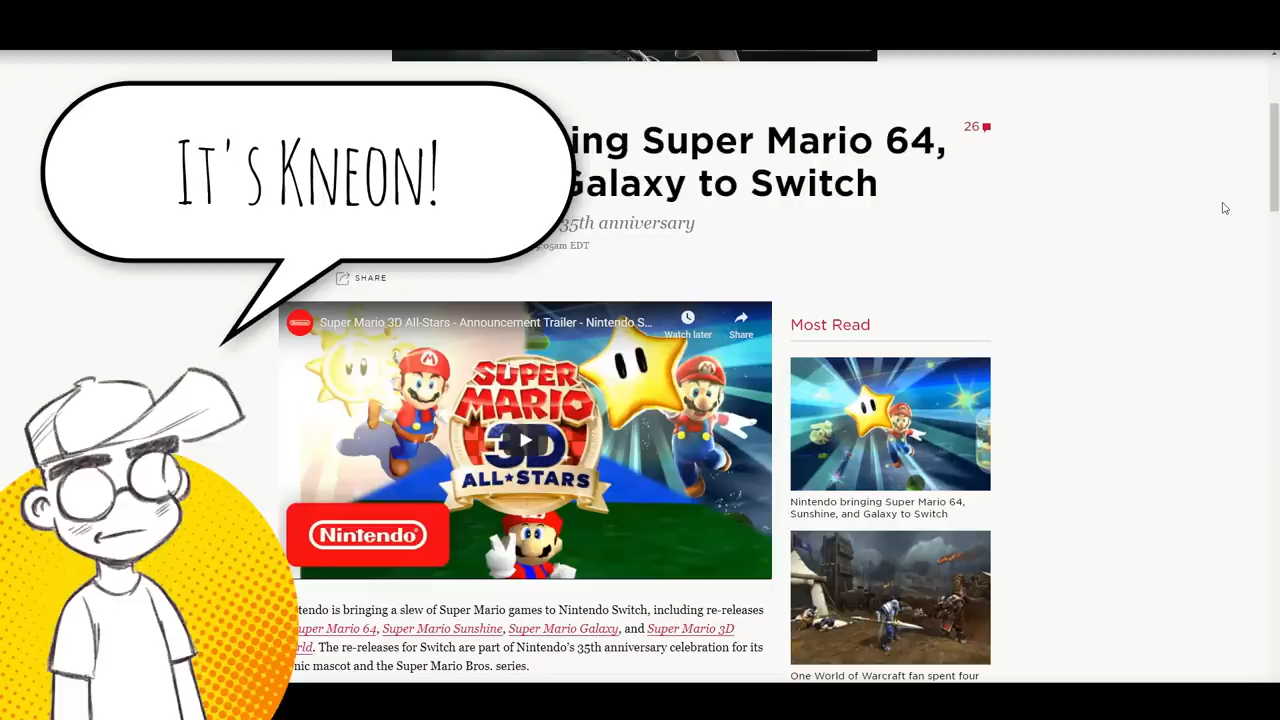 It's Kneon!
ing Super Mario 64,
Galaxy to Switch
26
35th anniversary
:05am EDT
SHARE
Super Mario 3D All-Stars - Announcement Trailer - Nintendo S...
Watch later
Share
SUPER
MARIO
3D
ALL★STARS
Nintendo
Most Read
Nintendo bringing Super Mario 64,
Sunshine, and Galaxy to Switch
One World of Warcraft fan spent four
tendo is bringing a slew of Super Mario games to Nintendo Switch, including re-releases
uper Mario 64, Super Mario Sunshine, Super Mario Galaxy, and Super Mario 3D
rld. The re-releases for Switch are part of Nintendo's 35th anniversary celebration for its
nic mascot and the Super Mario Bros. series.